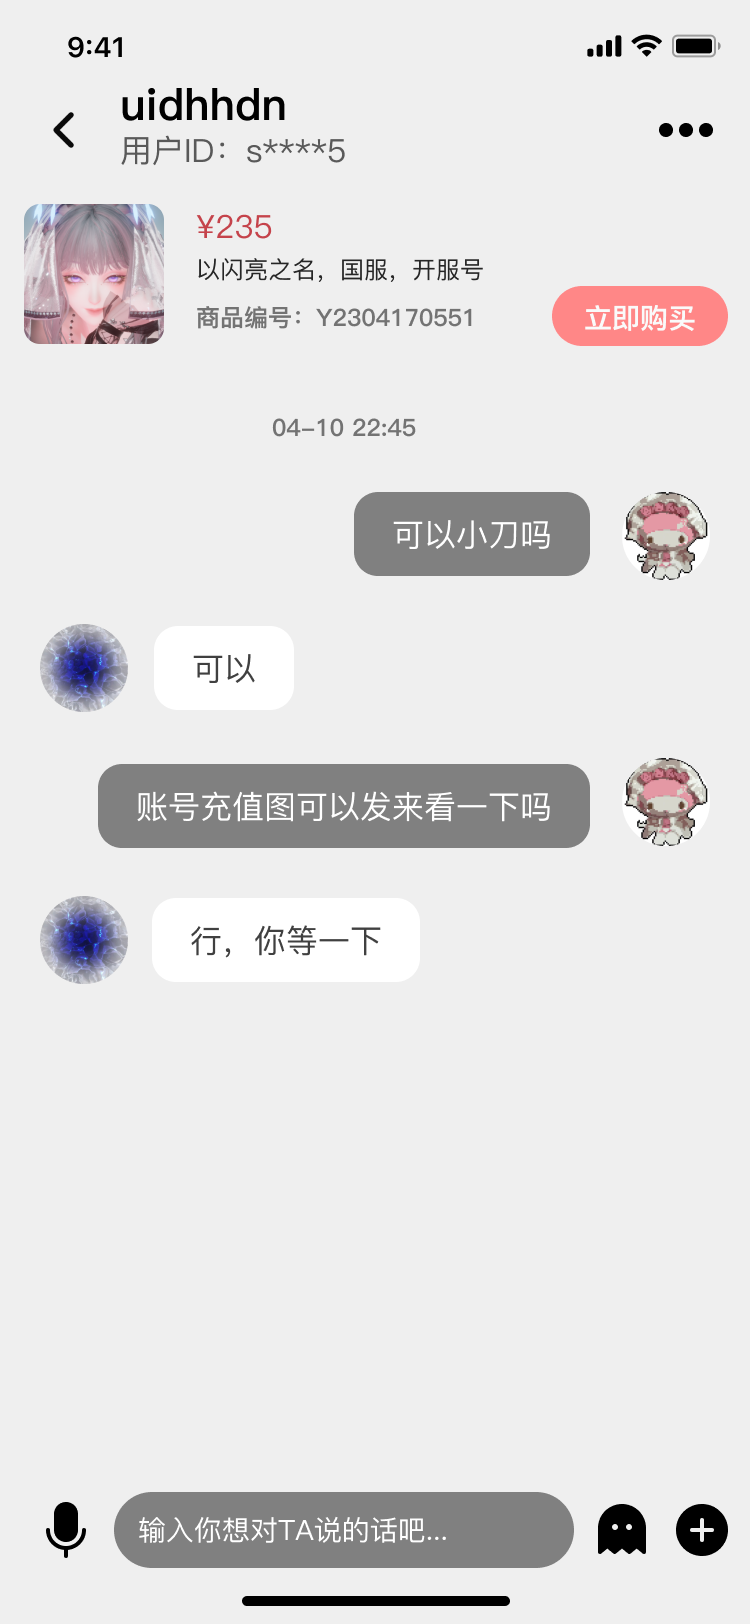 9:41
uidhhdn
用户ID：s****5
¥235
以闪亮之名，国服，开服号
商品编号：Y2304170551
立即购买
04-10 22:45
可以小刀吗
可以
账号充值图可以发来看一下吗
行，你等一下
输入你想对TA说的话吧...